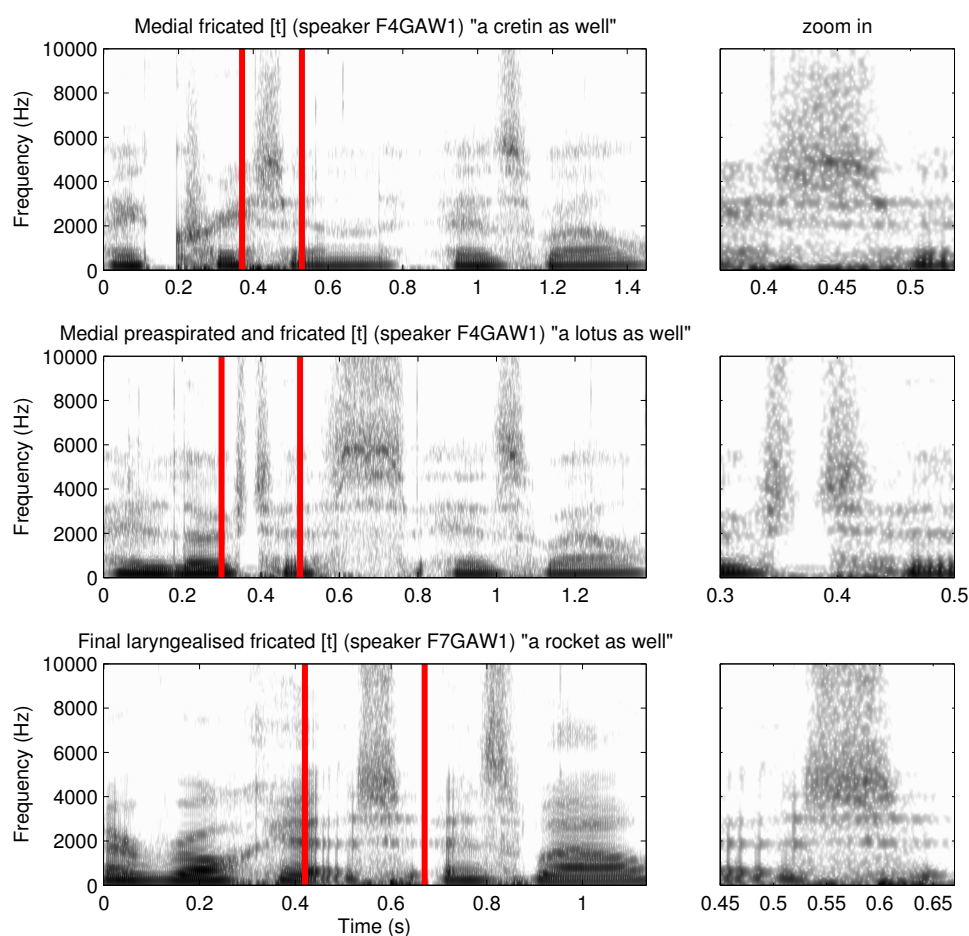 Medial fricated [t] (speaker F4GAW1) "a cretin as well"
zoom in
Frequency (Hz)
10000
8000
6000
4000
2000
0
0 0.2 0.4 0.6 0.8 1 1.2 1.4
0.4 0.45 0.5
Medial preaspirated and fricated [t] (speaker F4GAW1) "a lotus as well"
Frequency (Hz)
10000
8000
6000
4000
2000
0
0 0.2 0.4 0.6 0.8 1 1.2
0.3 0.4 0.5
Final laryngealised fricated [t] (speaker F7GAW1) "a rocket as well"
Frequency (Hz)
10000
8000
6000
4000
2000
0
0 0.2 0.4 0.6 0.8 1
0.45 0.5 0.55 0.6 0.65
Time (s)